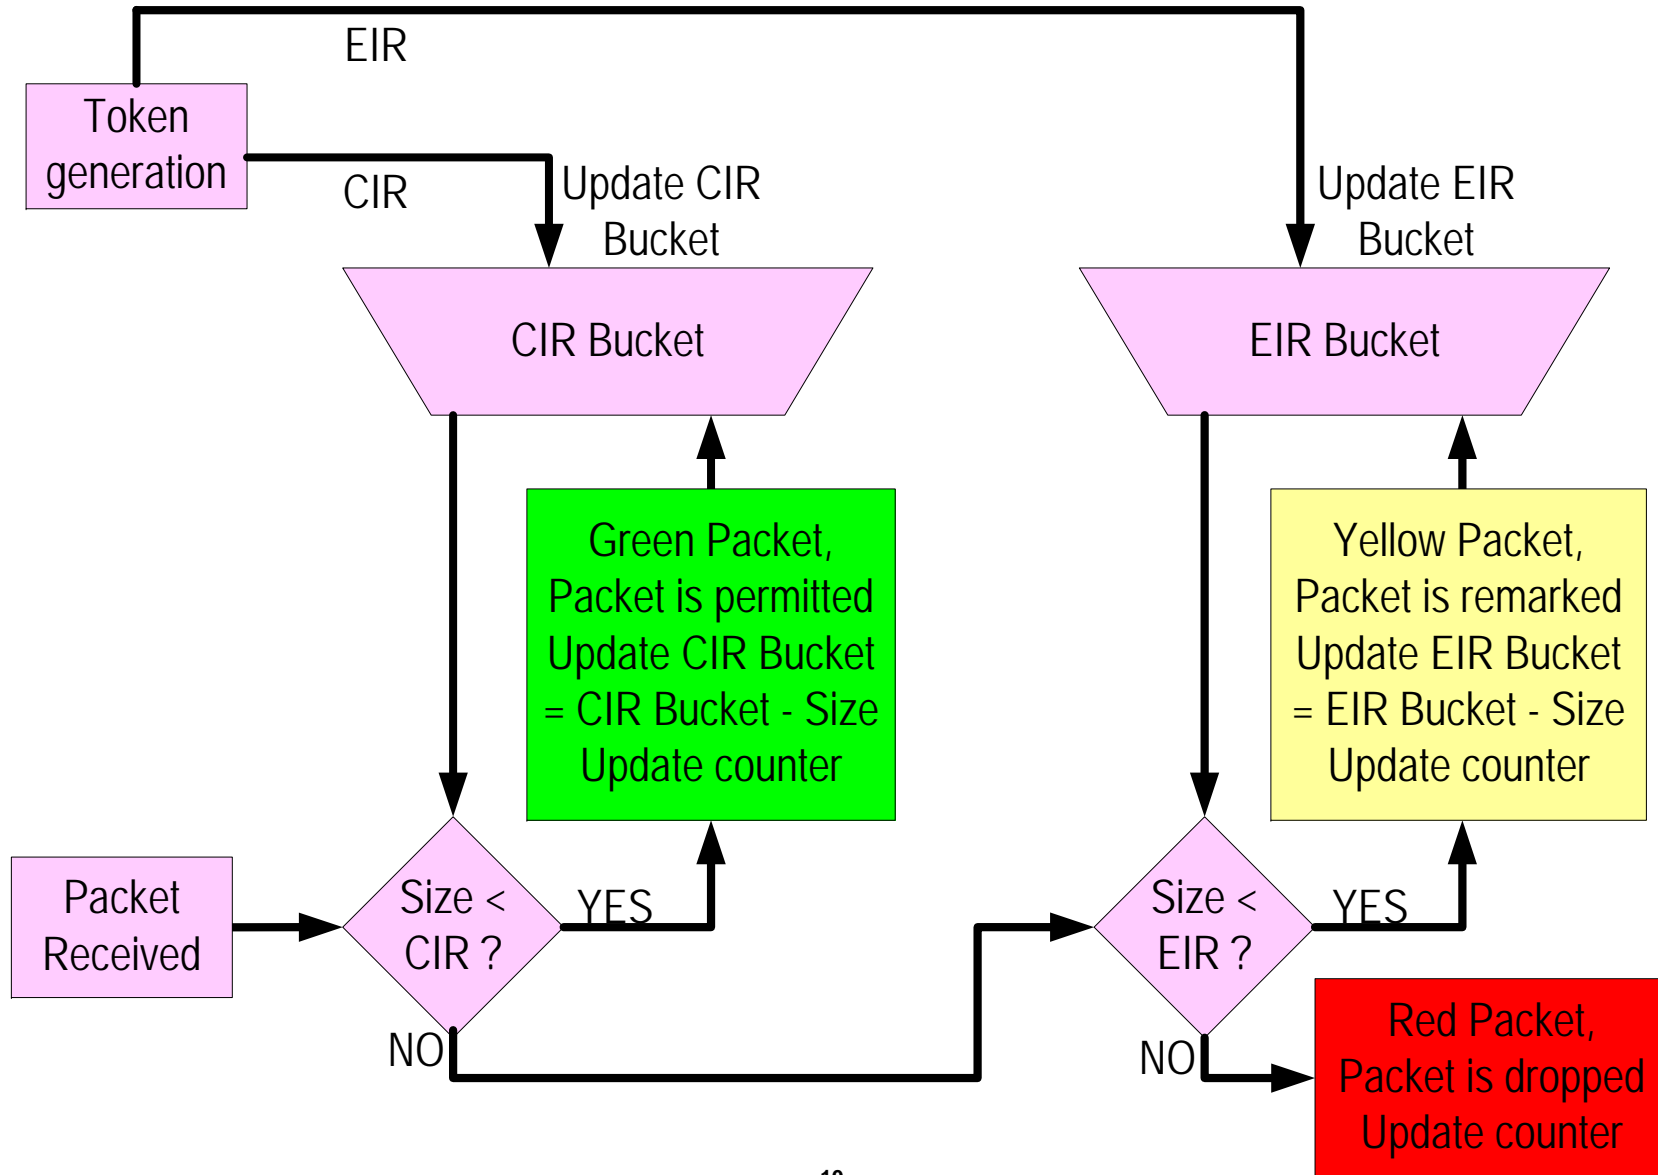 EIR
Token
generation
CIR
Update CIR
Bucket
Update EIR
Bucket
CIR Bucket
EIR Bucket
Green Packet,
Packet is permitted
Update CIR Bucket
= CIR Bucket - Size
Update counter
Yellow Packet,
Packet is remarked
Update EIR Bucket
= EIR Bucket - Size
Update counter
Packet
Received
Size <
CIR ?
YES
NO
Size <
EIR ?
YES
NO
Red Packet,
Packet is dropped
Update counter